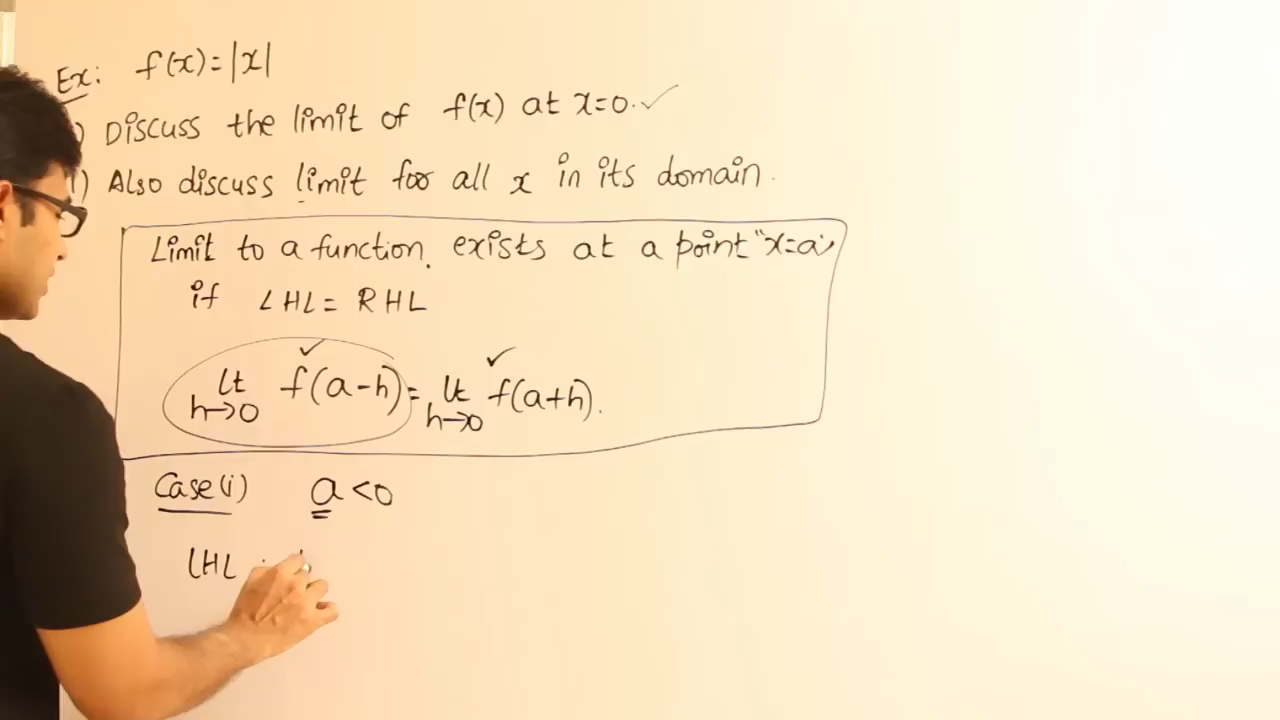 Ex: f(x)=|x|
) Discuss the limit of f(x) at x=0. ✓
) Also discuss limit for all x in its domain.
Limit to a function exists at a point "x=a"
if LHL = RHL
lt h→0 f(a-h) = lt h→0 f(a+h).
Case(i) a<0
LHL